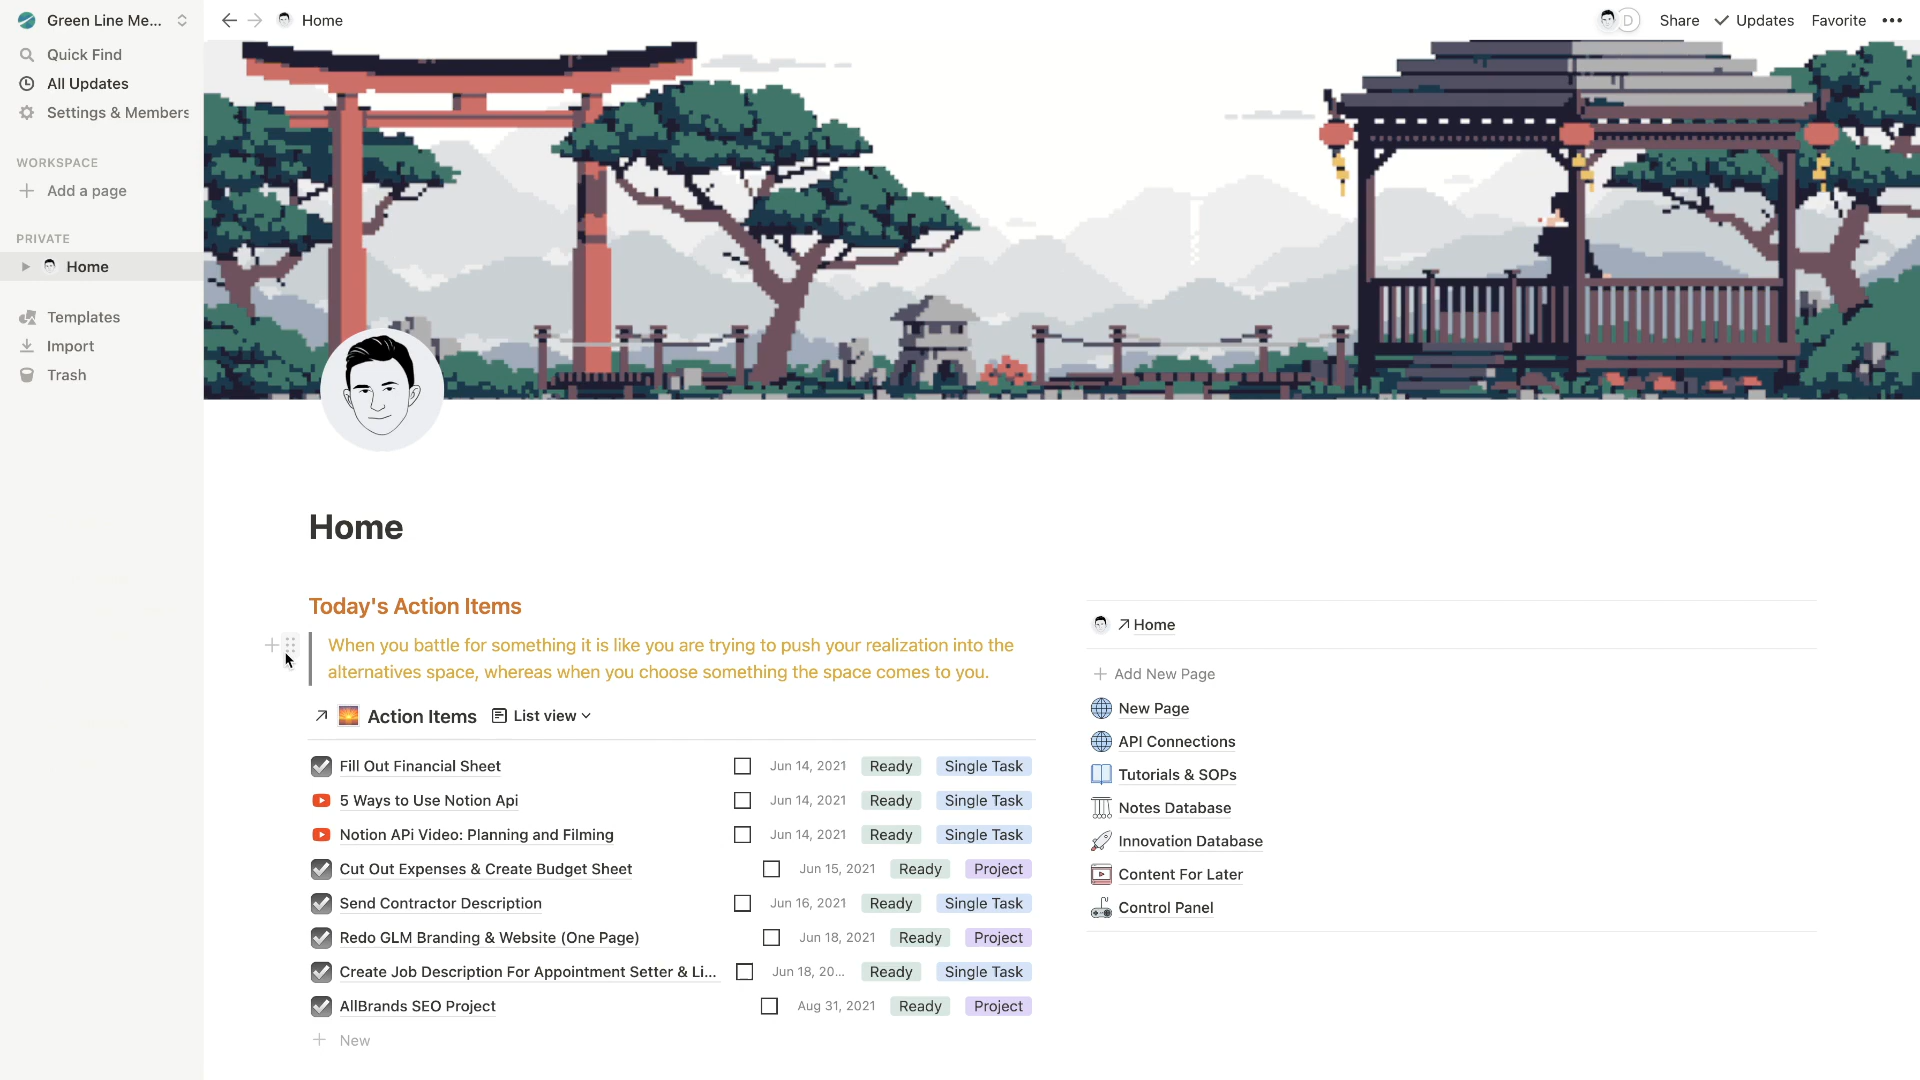 Green Line Me...
Home
D
Share
Updates
Favorite
Quick Find
All Updates
Settings & Members
WORKSPACE
Add a page
PRIVATE
Home
Templates
Import
Trash
Home
Today's Action Items
When you battle for something it is like you are trying to push your realization into the
alternatives space, whereas when you choose something the space comes to you.
Action Items List view
Fill Out Financial Sheet Jun 14, 2021 Ready Single Task
5 Ways to Use Notion Api Jun 14, 2021 Ready Single Task
Notion APi Video: Planning and Filming Jun 14, 2021 Ready Single Task
Cut Out Expenses & Create Budget Sheet Jun 15, 2021 Ready Project
Send Contractor Description Jun 16, 2021 Ready Single Task
Redo GLM Branding & Website (One Page) Jun 18, 2021 Ready Project
Create Job Description For Appointment Setter & Li... Jun 18, 20... Ready Single Task
AllBrands SEO Project Aug 31, 2021 Ready Project
New
Home
Add New Page
New Page
API Connections
Tutorials & SOPs
Notes Database
Innovation Database
Content For Later
Control Panel